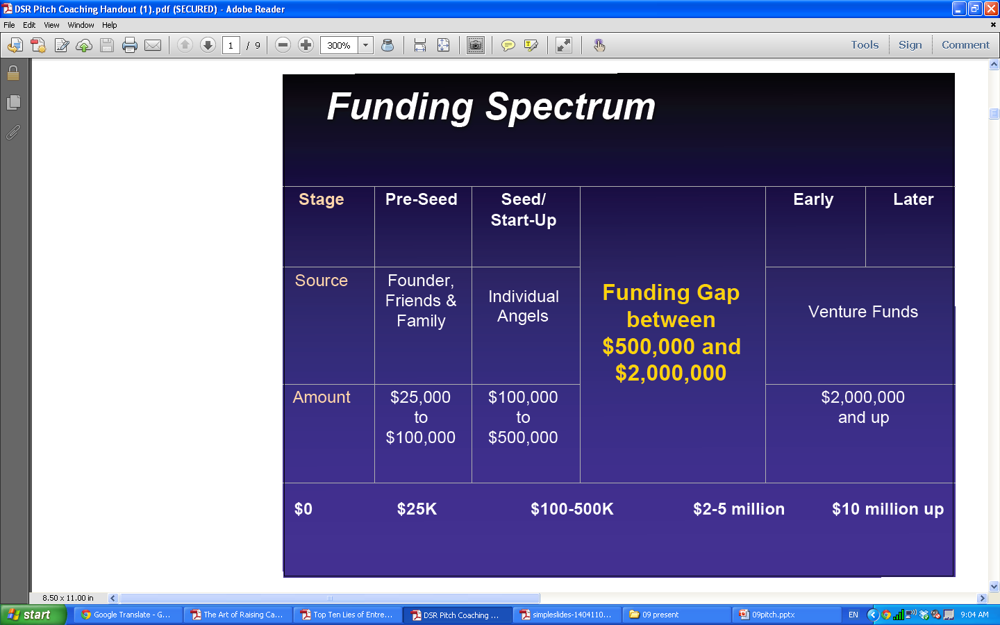 DSR Pitch Coaching Handout (1).pdf (SECURED) - Adobe Reader
File Edit View Window Help
1 / 9 300% Tools Sign Comment
Funding Spectrum
Stage Pre-Seed Seed/ Early Later
Start-Up
Source Founder,
Friends &
Family
Individual
Angels
Funding Gap
between
$500,000 and
$2,000,000
Venture Funds
Amount $25,000
to
$100,000
$100,000
to
$500,000
$2,000,000
and up
$0 $25K $100-500K $2-5 million $10 million up
8.50 x 11.00 in
start Google Translate - G... The Art of Raising Ca... Top Ten Lies of Entre... DSR Pitch Coaching ... simpleslides-1404110... 09 present 09pitch.pptx EN 9:04 AM